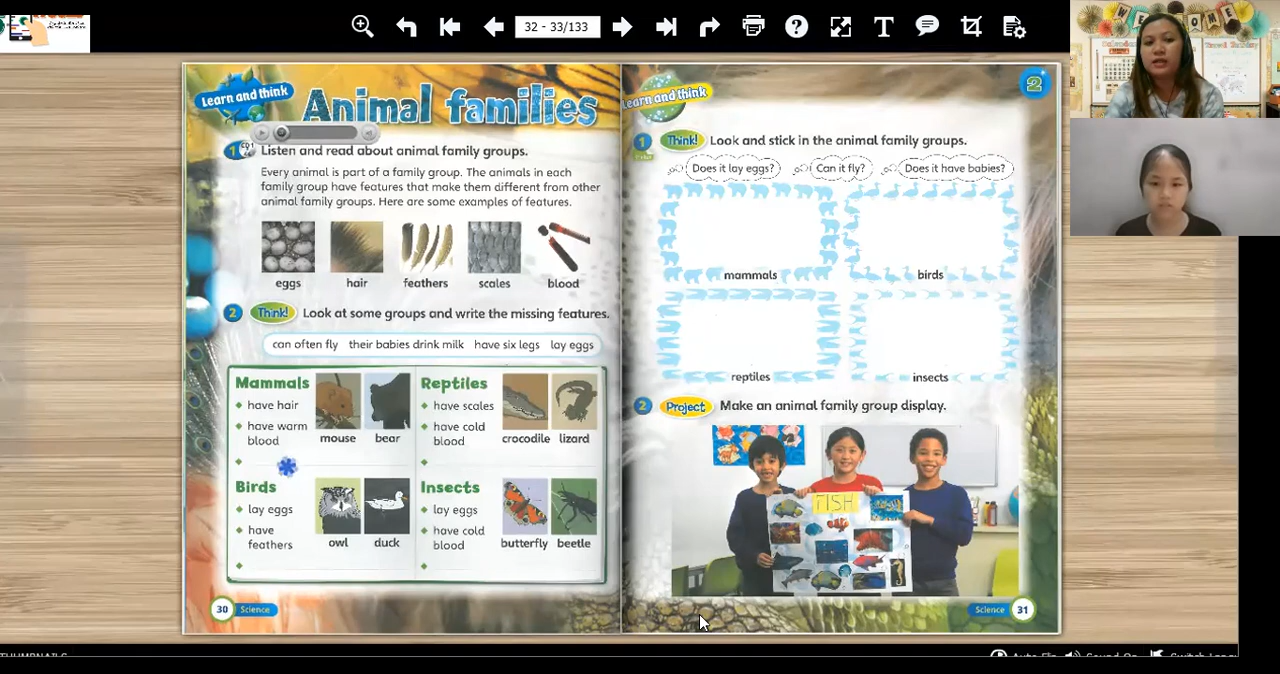 32 - 33/133
WELCOME
Learn and think
Animal families
1 Listen and read about animal family groups.
Every animal is part of a family group. The animals in each
family group have features that make them different from other
animal family groups. Here are some examples of features.
eggs hair feathers scales blood
2 Think! Look at some groups and write the missing features.
can often fly their babies drink milk have six legs lay eggs
Mammals
have hair
have warm
blood
mouse bear
Reptiles
have scales
have cold
blood
crocodile lizard
Birds
lay eggs
have
feathers
owl duck
Insects
lay eggs
have cold
blood
butterfly beetle
30 Science
Learn and think
2
1 Think! Look and stick in the animal family groups.
Does it lay eggs? Can it fly? Does it have babies?
mammals birds
reptiles insects
2 Project Make an animal family group display.
FISH
Science 31
THUMBNAILS
Auto Flip Sound On